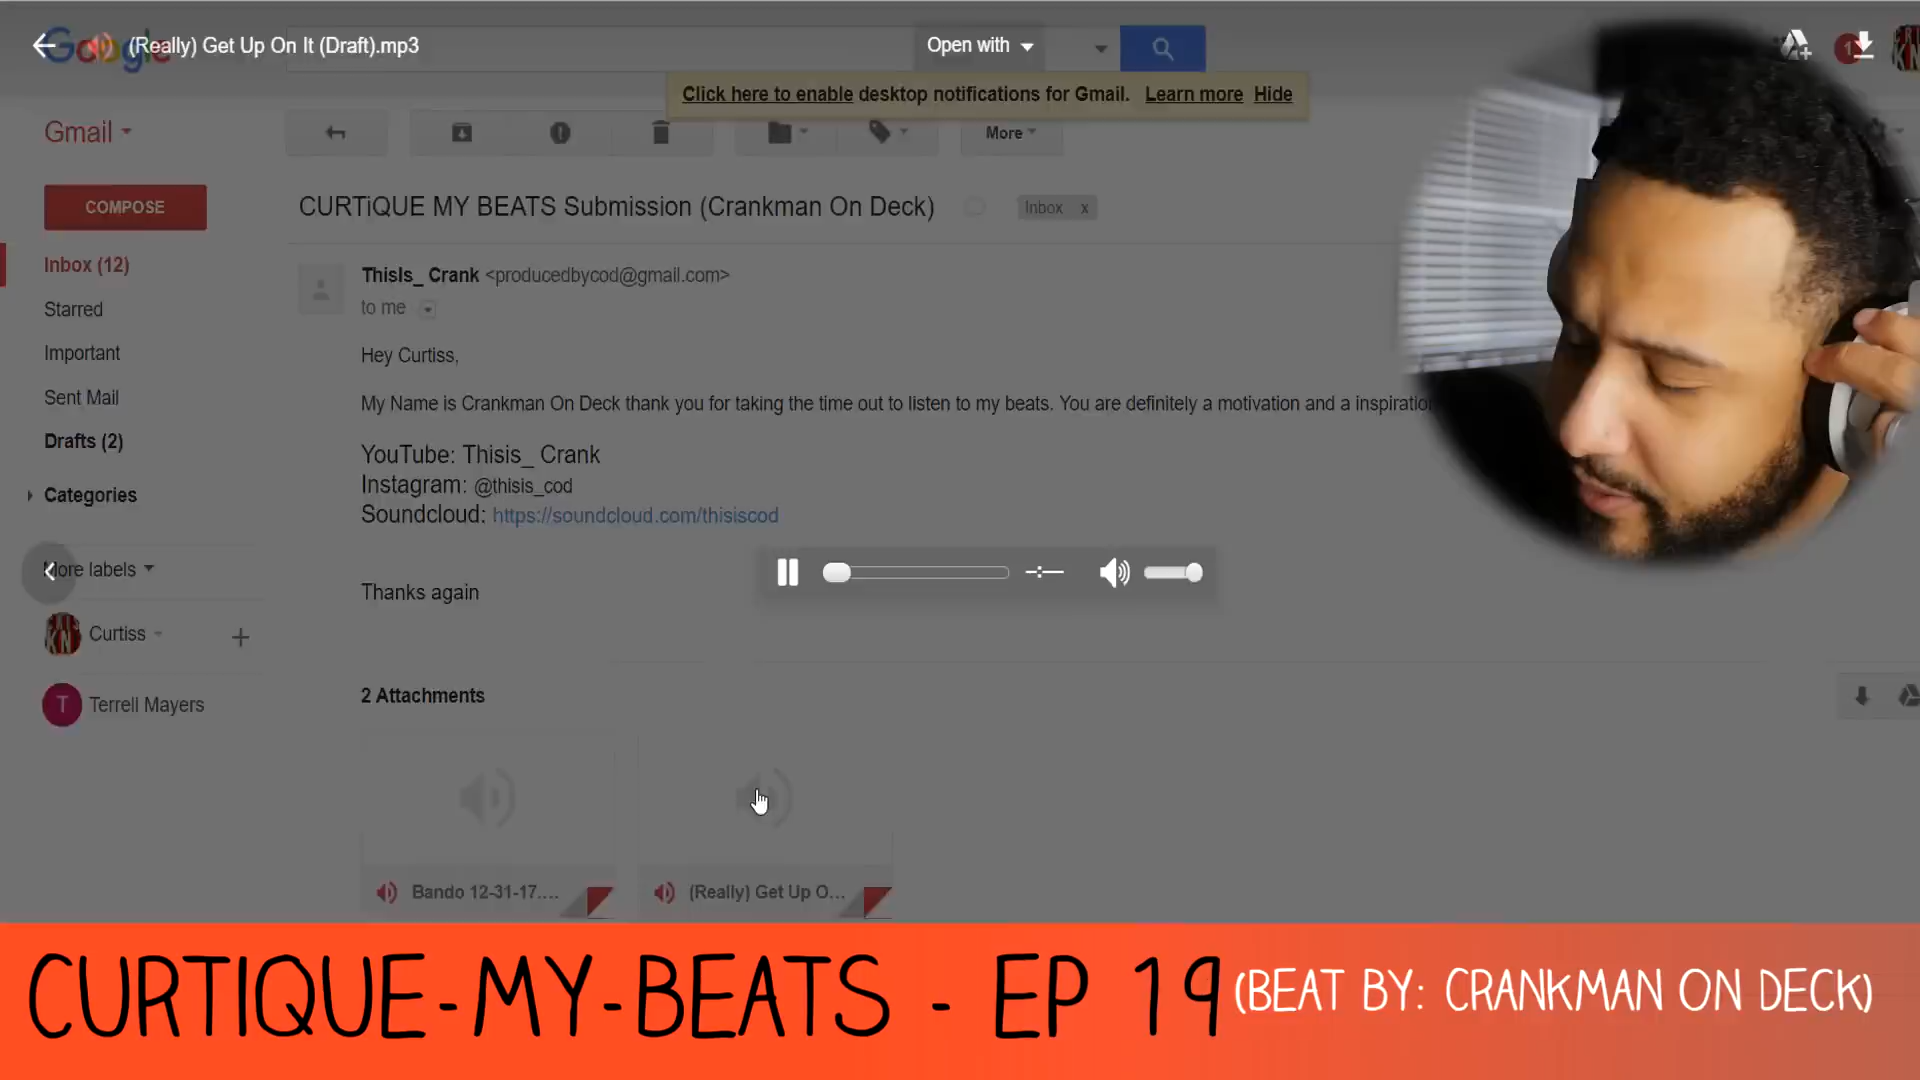 Google
(Really) Get Up On It (Draft).mp3
Open with
Click here to enable desktop notifications for Gmail. Learn more Hide
Gmail
More
COMPOSE
CURTiQUE MY BEATS Submission (Crankman On Deck)
Inbox x
Inbox (12)
Starred
Important
Sent Mail
Drafts (2)
Categories
More labels
Curtiss
T Terrell Mayers
ThisIs_ Crank <producedbycod@gmail.com>
to me
Hey Curtiss,
My Name is Crankman On Deck thank you for taking the time out to listen to my beats. You are definitely a motivation and a
YouTube: Thisis_ Crank
Instagram: @thisis_cod
Soundcloud: https://soundcloud.com/thisiscod
--:--
Thanks again
2 Attachments
Bando 12-31-17....
(Really) Get Up O...
CURTIQUE-MY-BEATS - EP 19 (BEAT BY: CRANKMAN ON DECK)